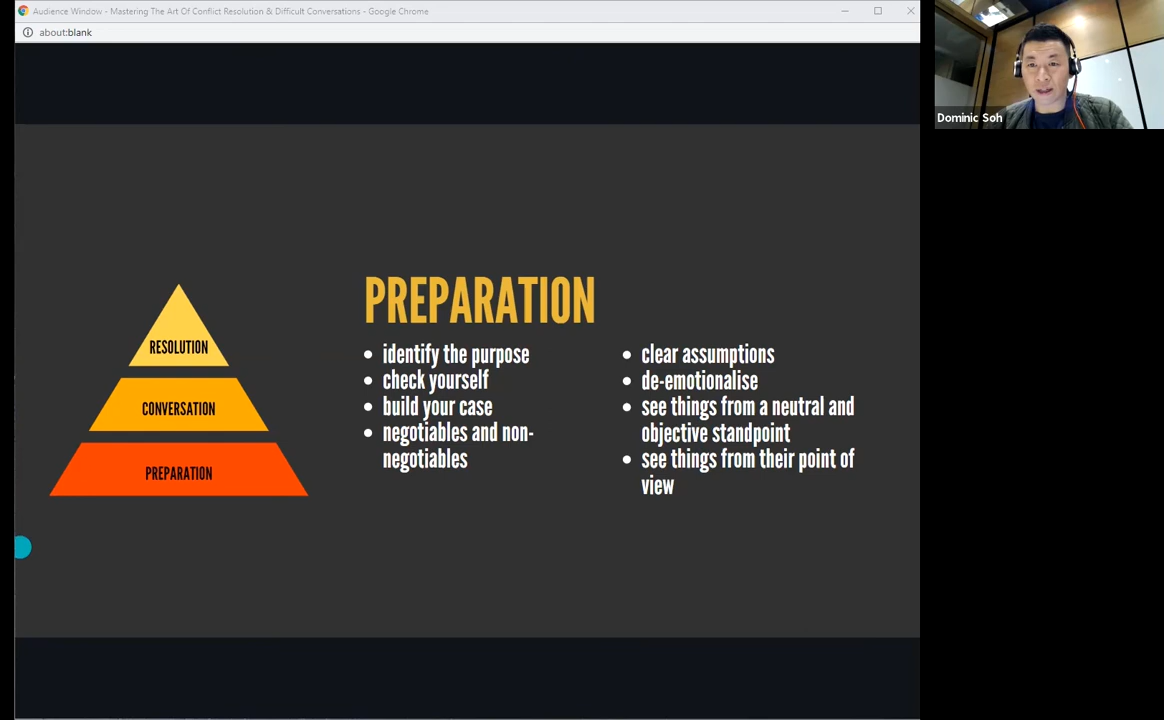 Audience Window - Mastering The Art Of Conflict Resolution & Difficult Conversations - Google Chrome
about:blank
Dominic Soh
RESOLUTION
CONVERSATION
PREPARATION
PREPARATION
• identify the purpose
• check yourself
• build your case
• negotiables and non-
negotiables
• clear assumptions
• de-emotionalise
• see things from a neutral and
objective standpoint
• see things from their point of
view